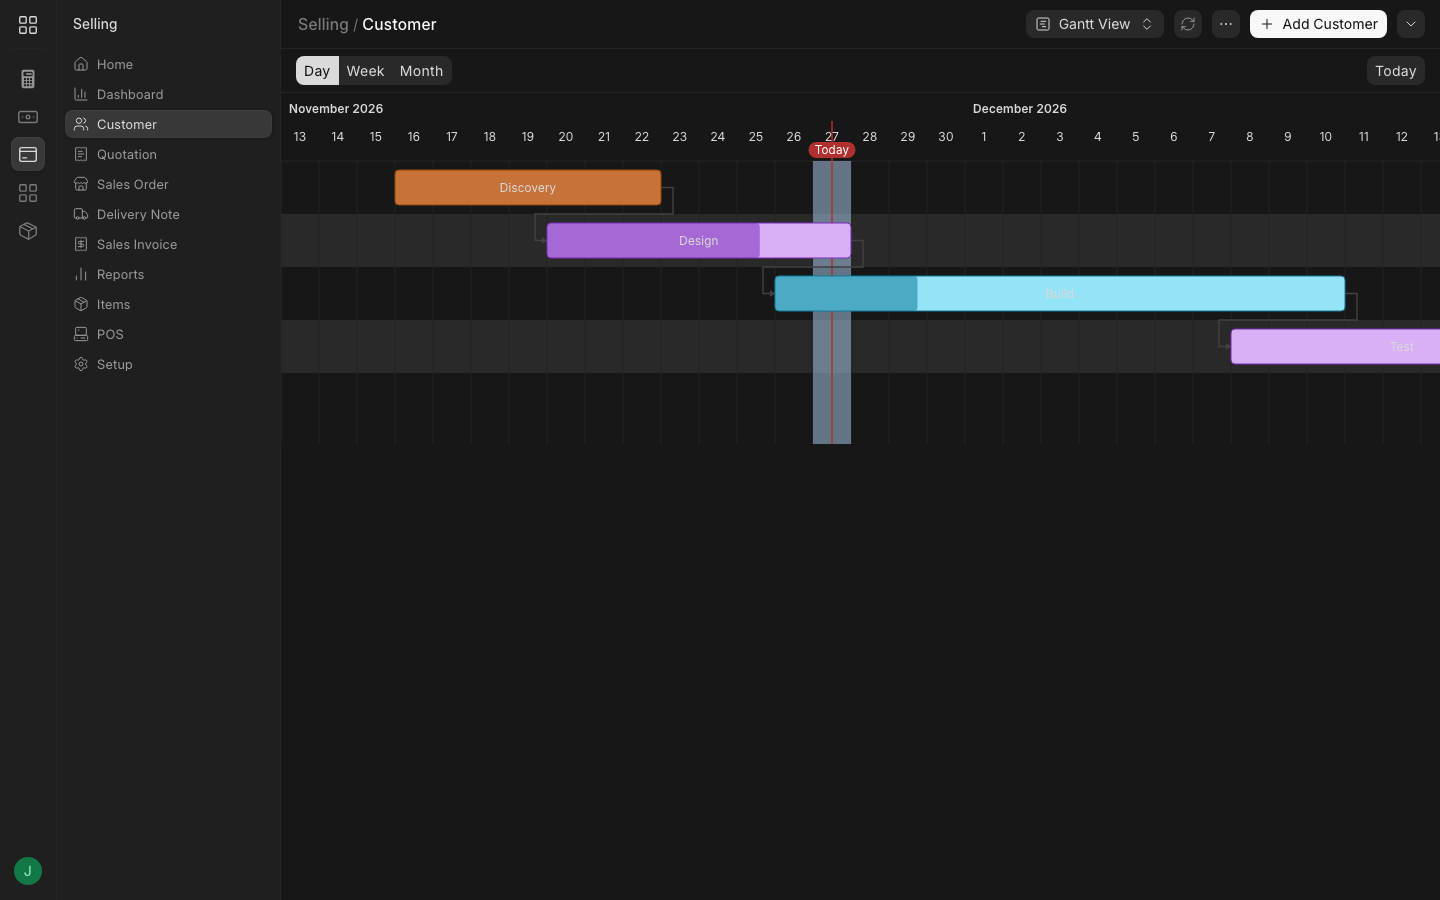 Selling
Home
Dashboard
Customer
Quotation
Sales Order
Delivery Note
Sales Invoice
Reports
Items
POS
Setup
J
Selling / Customer
Gantt View
Add Customer
Day Week Month
Today
November 2026 December 2026
13 14 15 16 17 18 19 20 21 22 23 24 25 26 27 28 29 30 1 2 3 4 5 6 7 8 9 10 11 12
Today
Discovery
Design
Build
Test